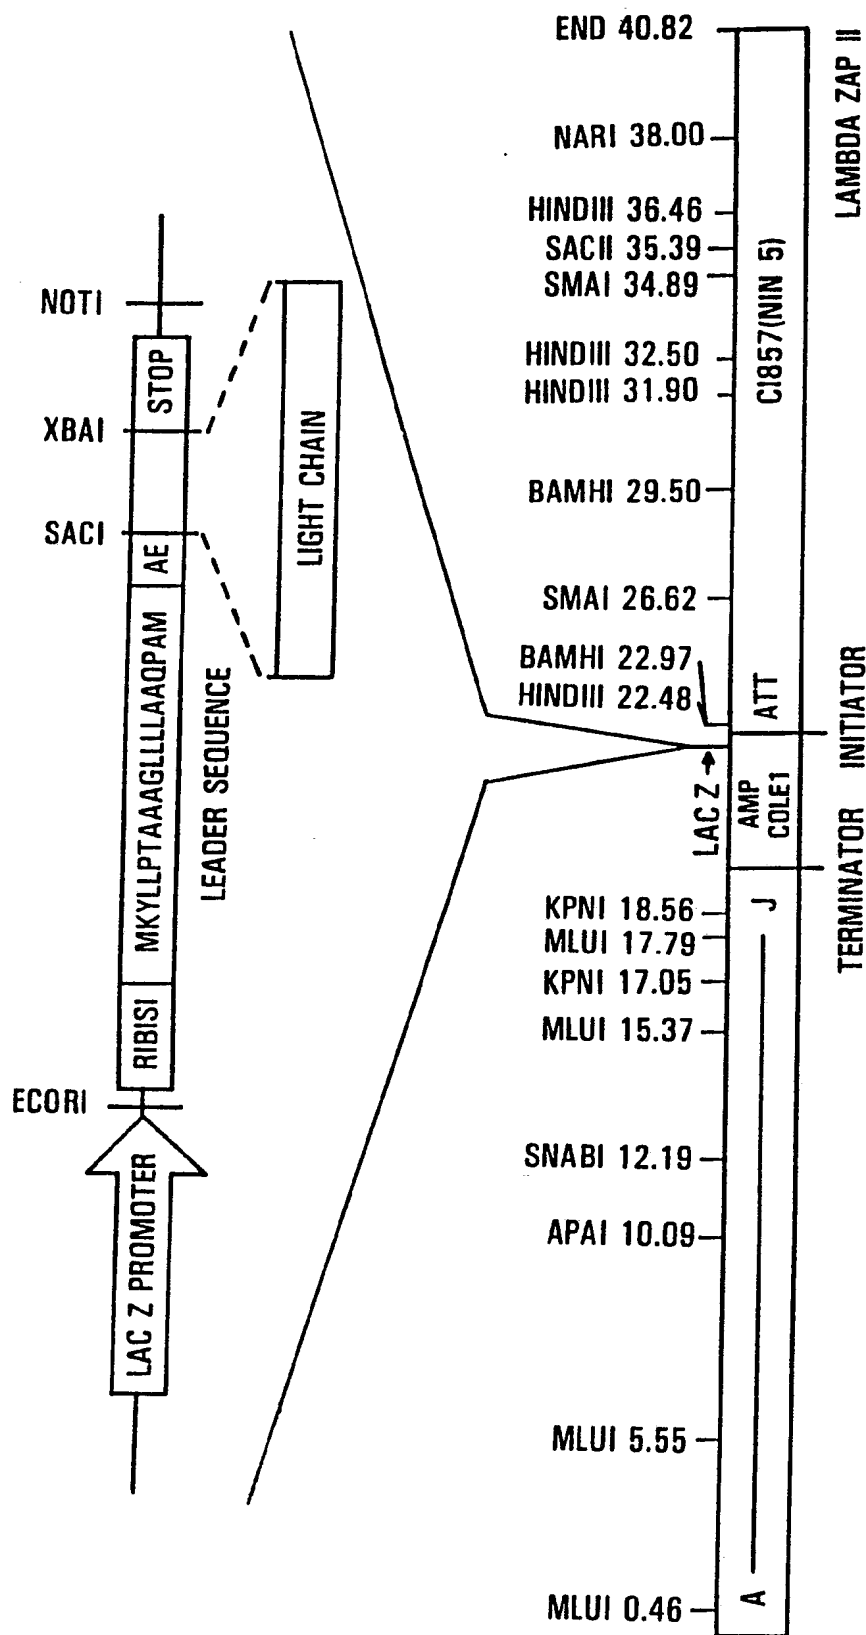 END 40.82
NARI 38.00
HINDIII 36.46
SACII 35.39
SMAI 34.89
HINDIII 32.50
HINDIII 31.90
BAMHI 29.50
SMAI 26.62
BAMHI 22.97
HINDIII 22.48
LAC Z
KPNI 18.56
MLUI 17.79
KPNI 17.05
MLUI 15.37
SNABI 12.19
APAI 10.09
MLUI 5.55
MLUI 0.46
LAMBDA ZAP II
CI857(NIN 5)
ATT
INITIATOR
AMP
COLE1
TERMINATOR
J
A
NOTI
STOP
XBAI
SACI
AE
LIGHT CHAIN
MKYLLPTAAAGLLLLAAQPAM
LEADER SEQUENCE
RIBISI
ECORI
LAC Z PROMOTER